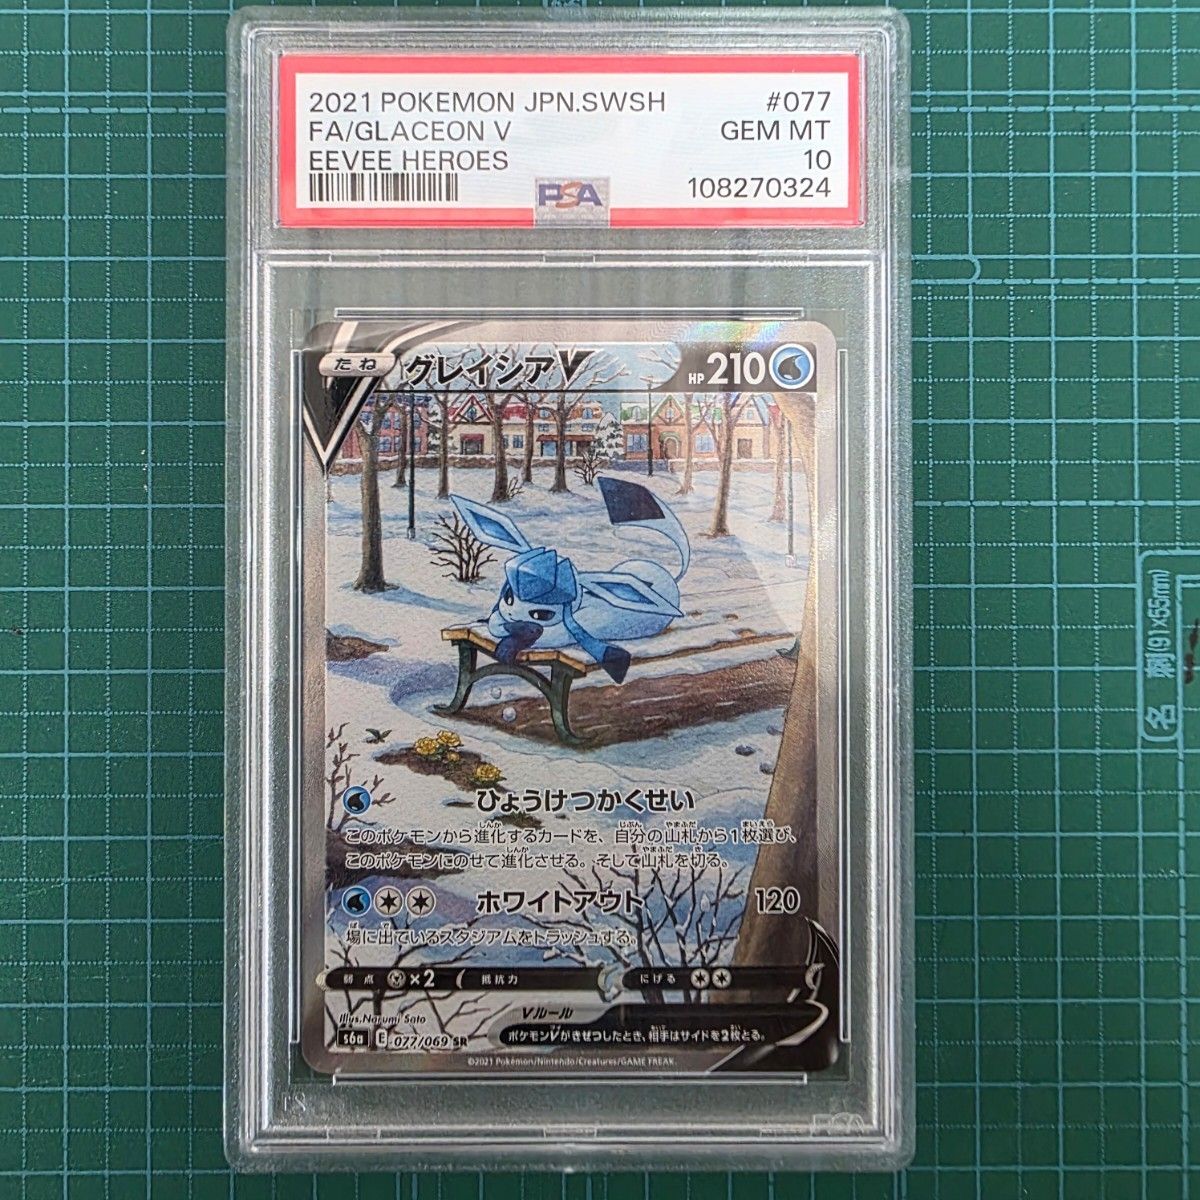 2021 POKEMON JPN.SWSH #077
FA/GLACEON V GEM MT
EEVEE HEROES 10
PSA 108270324
たね グレイシアV HP210
ひょうけつかくせい
このポケモンから進化するカードを、自分の山札から1枚選び、
このポケモンにのせて進化させる。そして山札を切る。
ホワイトアウト 120
場に出ているスタジアムをトラッシュする。
弱点 ×2 抵抗力 にげる
Illus. Narumi Sato
Vルール
ポケモンVがきぜつしたとき、相手はサイドを2枚とる。
s6a E 077/069 SR
©2021 Pokémon/Nintendo/Creatures/GAME FREAK.
名刺(91×55mm)